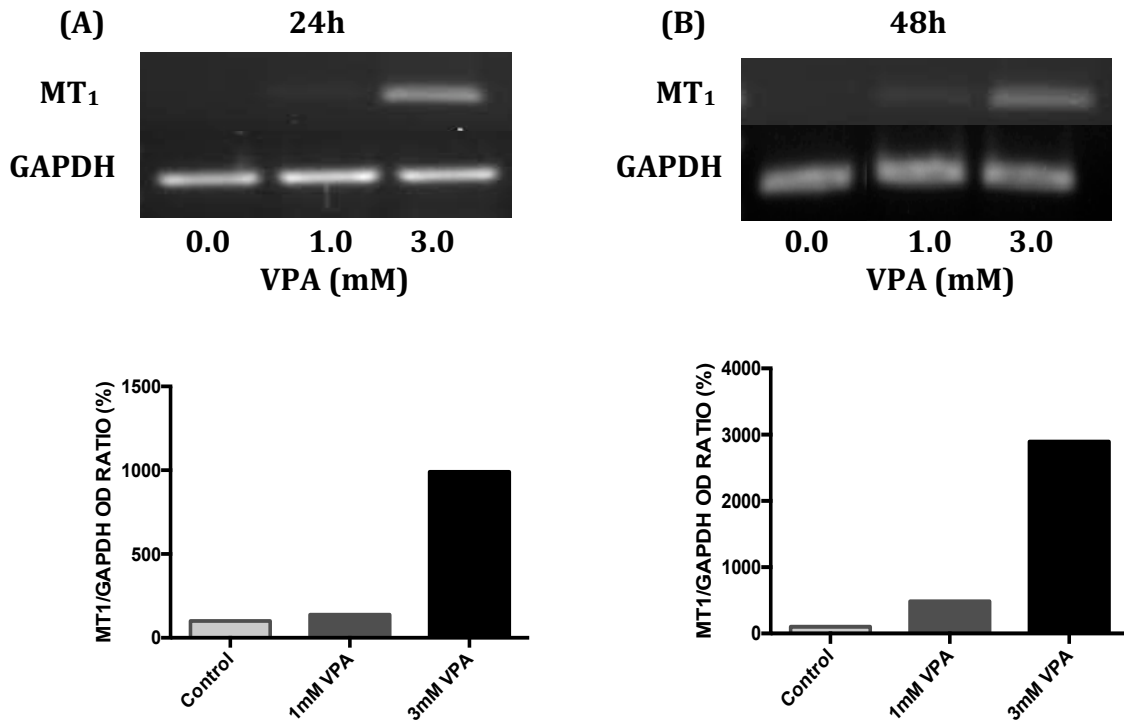 (A) 24h
MT₁
GAPDH
0.0 1.0 3.0
VPA (mM)
MT1/GAPDH OD RATIO (%)
1500
1000
500
0
Control
1mM VPA
3mM VPA
(B) 48h
MT₁
GAPDH
0.0 1.0 3.0
VPA (mM)
MT1/GAPDH OD RATIO (%)
4000
3000
2000
1000
0
Control
1mM VPA
3mM VPA